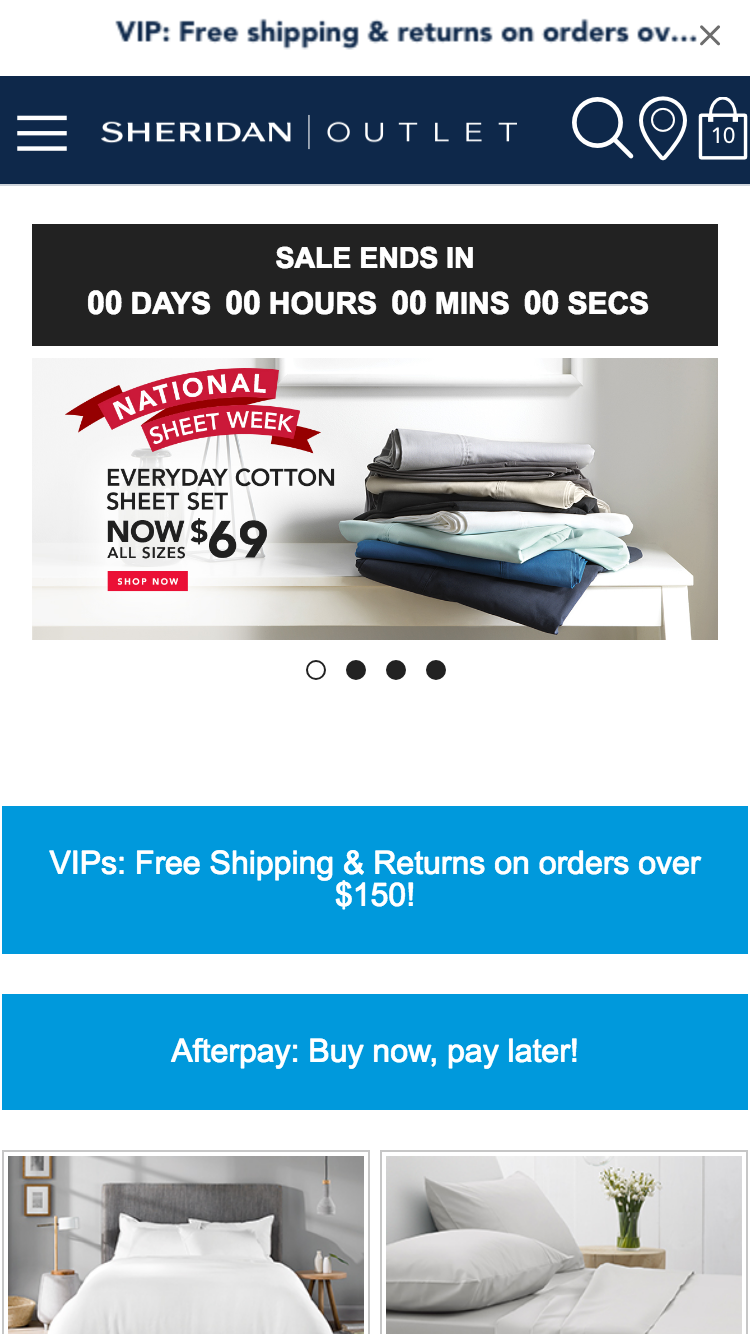 VIP: Free shipping & returns on orders ov...
SHERIDAN | OUTLET
10
SALE ENDS IN
00 DAYS 00 HOURS 00 MINS 00 SECS
NATIONAL
SHEET WEEK
EVERYDAY COTTON
SHEET SET
NOW $69
ALL SIZES
SHOP NOW
VIPs: Free Shipping & Returns on orders over
$150!
Afterpay: Buy now, pay later!